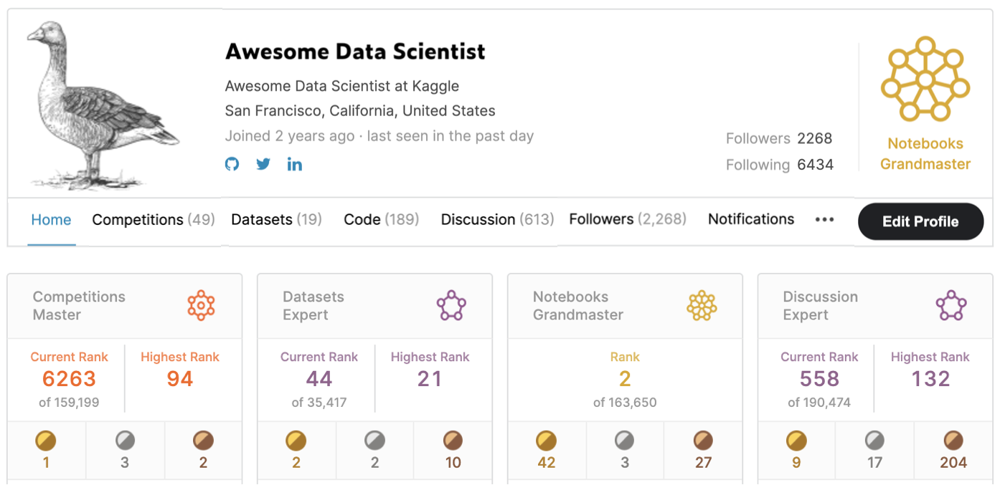 Awesome Data Scientist
Awesome Data Scientist at Kaggle
San Francisco, California, United States
Joined 2 years ago · last seen in the past day
in
Followers 2268
Following 6434
Notebooks
Grandmaster
Home Competitions (49) Datasets (19) Code (189) Discussion (613) Followers (2,268) Notifications ••• Edit Profile
Competitions
Master
Current Rank Highest Rank
6263 94
of 159,199
1 3 2
Datasets
Expert
Current Rank Highest Rank
44 21
of 35,417
2 2 10
Notebooks
Grandmaster
Rank
2
of 163,650
42 3 27
Discussion
Expert
Current Rank Highest Rank
558 132
of 190,474
9 17 204